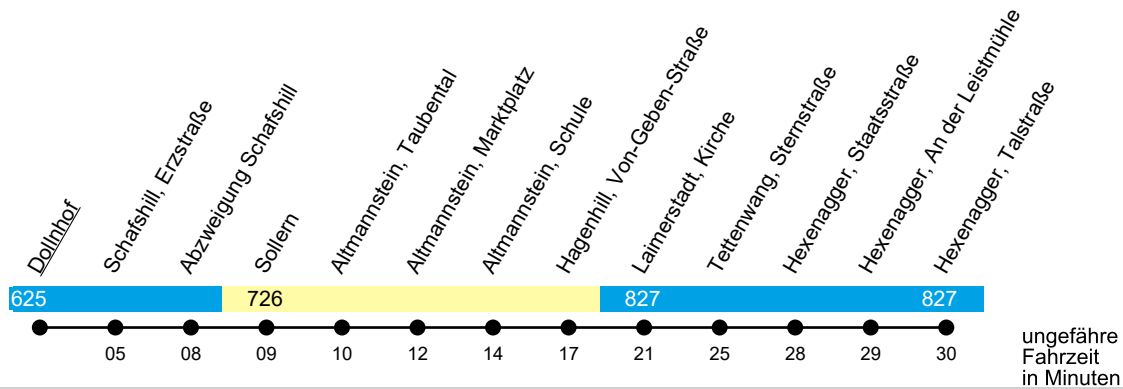 Dollnhof
Schafshill, Erzstraße
Abzweigung Schafshill
Sollern
Altmannstein, Taubental
Altmannstein, Marktplatz
Altmannstein, Schule
Hagenhill, Von-Geben-Straße
Laimerstadt, Kirche
Tettenwang, Sternstraße
Hexenagger, Staatsstraße
Hexenagger, An der Leistmühle
Hexenagger, Talstraße
625 726 827 827
05 08 09 10 12 14 17 21 25 28 29 30
ungefähre
Fahrzeit
in Minuten